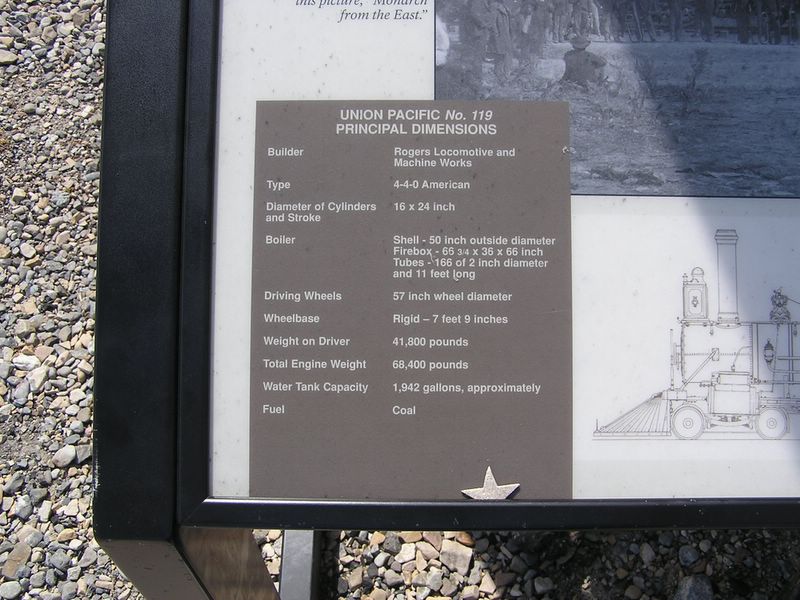 this picture, "Monarch
from the East."
UNION PACIFIC No. 119
PRINCIPAL DIMENSIONS
Builder Rogers Locomotive and
Machine Works
Type 4-4-0 American
Diameter of Cylinders 16 x 24 inch
and Stroke
Boiler Shell - 50 inch outside diameter
Firebox - 65 3/4 x 36 x 66 inch
Tubes - 166 of 2 inch diameter
and 11 feet long
Driving Wheels 57 inch wheel diameter
Wheelbase Rigid – 7 feet 9 inches
Weight on Driver 41,800 pounds
Total Engine Weight 68,400 pounds
Water Tank Capacity 1,942 gallons, approximately
Fuel Coal